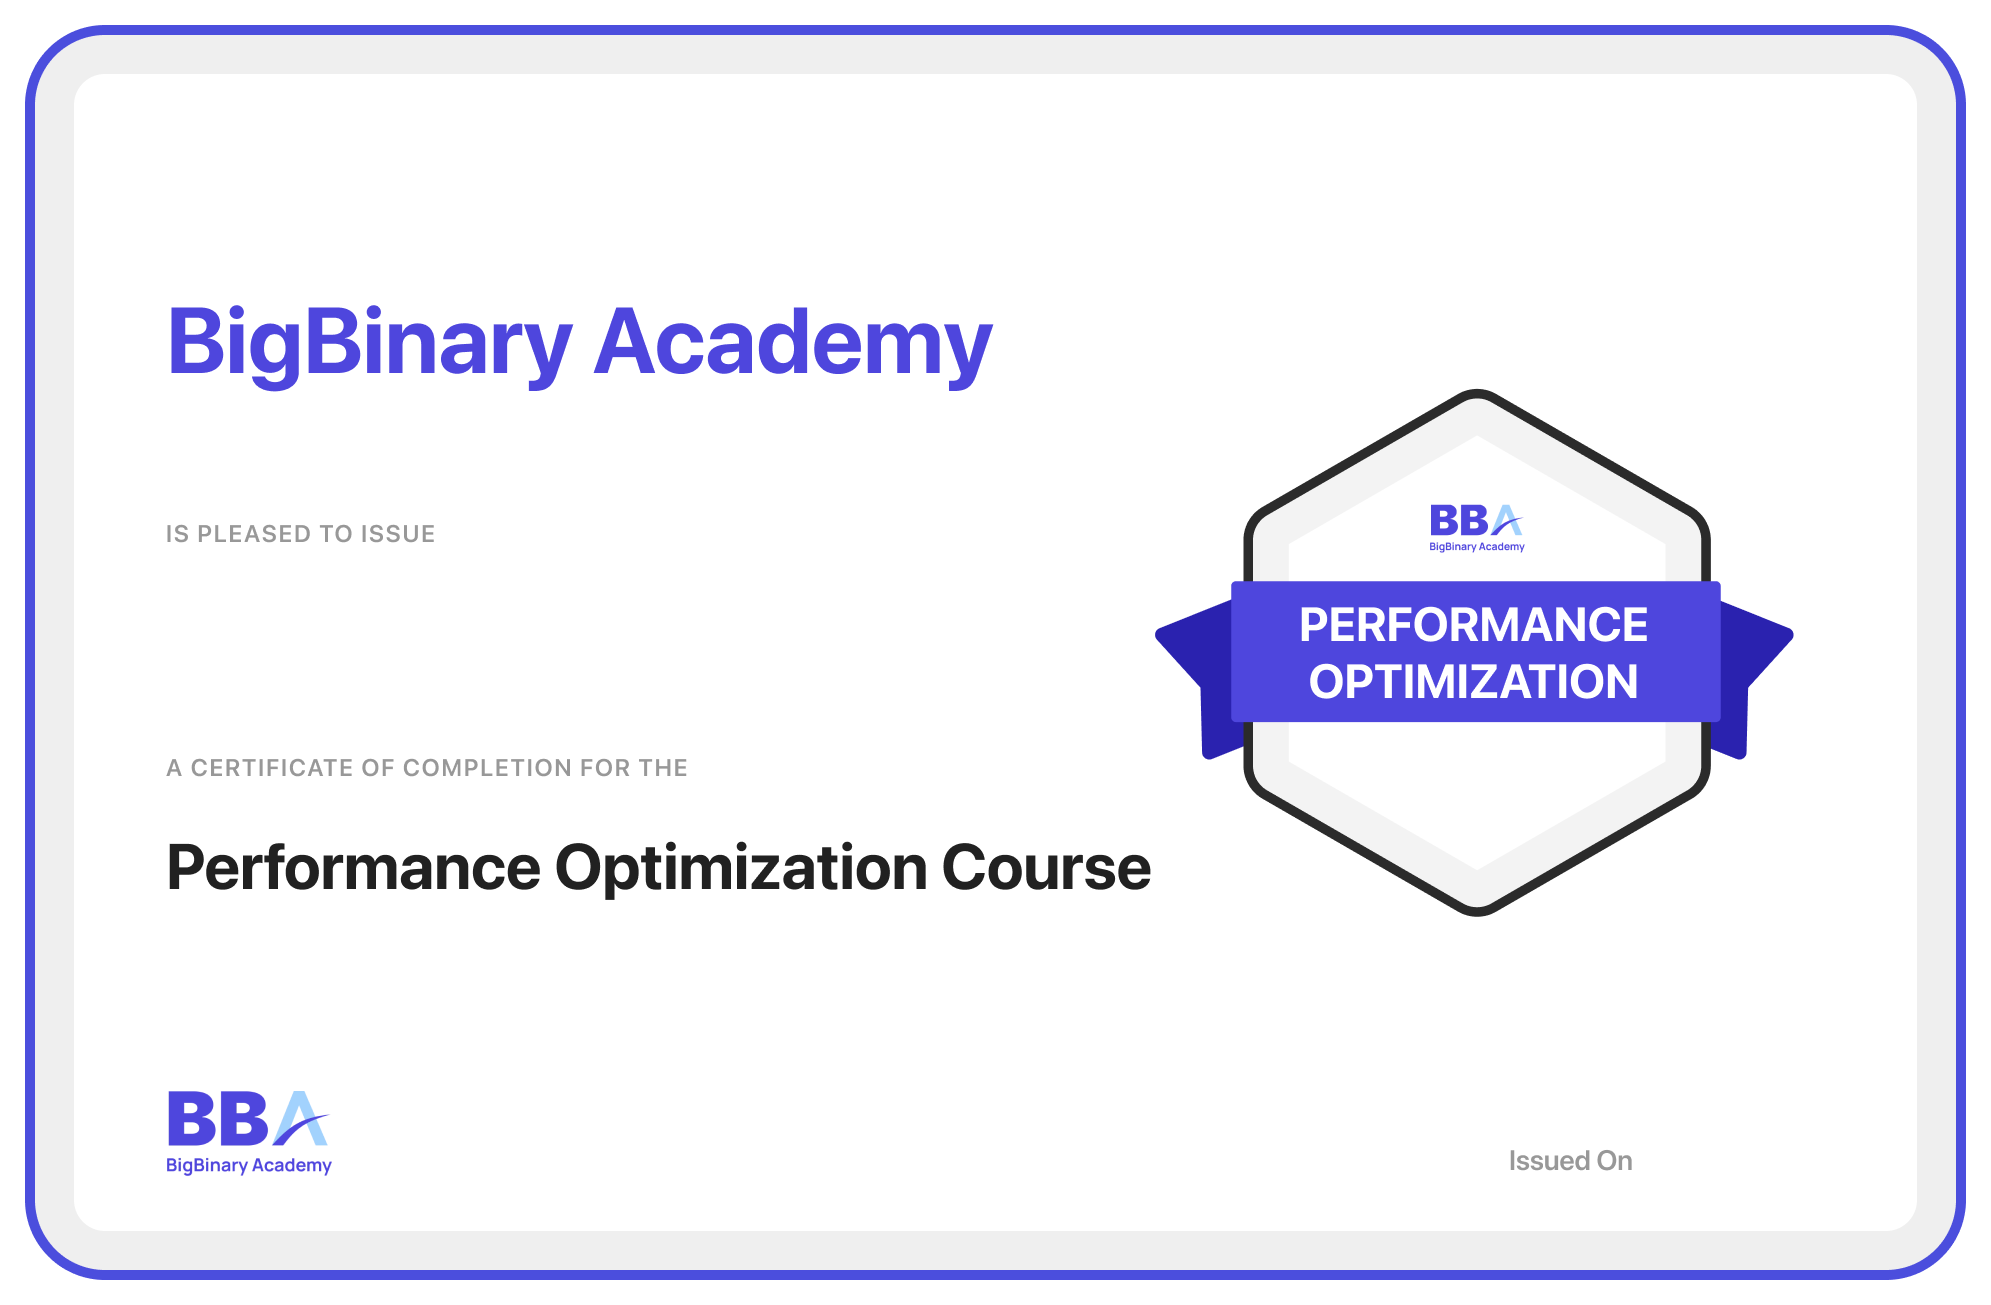 BigBinary Academy
IS PLEASED TO ISSUE
A CERTIFICATE OF COMPLETION FOR THE
Performance Optimization Course
BBA
BigBinary Academy
PERFORMANCE
OPTIMIZATION
BBA
BigBinary Academy
Issued On